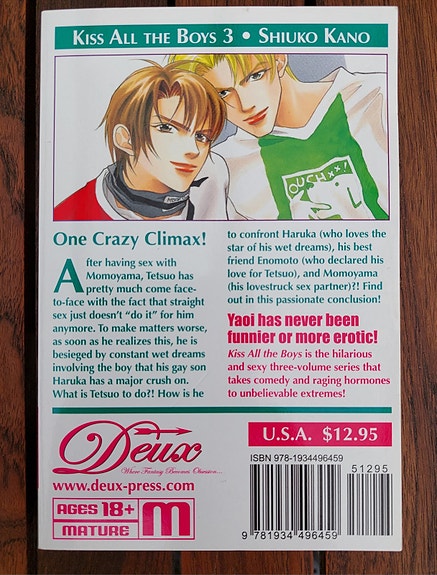 KISS ALL THE BOYS 3 • SHIUKO KANO
OUCHxx!
One Crazy Climax!
After having sex with
Momoyama, Tetsuo has
pretty much come face-
to-face with the fact that straight
sex just doesn't "do it" for him
anymore. To make matters worse,
as soon as he realizes this, he is
besieged by constant wet dreams
involving the boy that his gay son
Haruka has a major crush on.
What is Tetsuo to do?! How is he
to confront Haruka (who loves the
star of his wet dreams), his best
friend Enomoto (who declared his
love for Tetsuo), and Momoyama
(his lovestruck sex partner)?! Find
out in this passionate conclusion!
Yaoi has never been
funnier or more erotic!
Kiss All the Boys is the hilarious
and sexy three-volume series that
takes comedy and raging hormones
to unbelievable extremes!
Deux
Where Fantasy Becomes Obsession...
www.deux-press.com
AGES 18+
MATURE
M
U.S.A. $12.95
ISBN 978-1934496459
51295
9 781934 496459